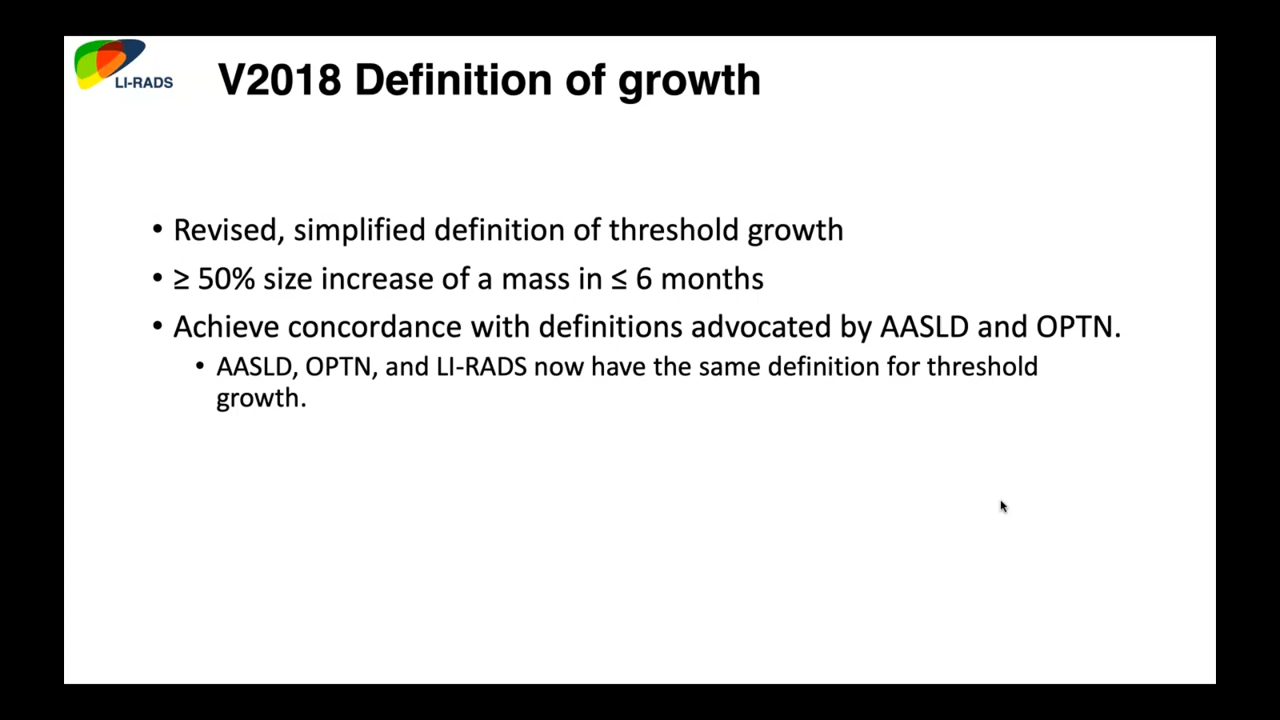 LI-RADS
V2018 Definition of growth
• Revised, simplified definition of threshold growth
• ≥ 50% size increase of a mass in ≤ 6 months
• Achieve concordance with definitions advocated by AASLD and OPTN.
• AASLD, OPTN, and LI-RADS now have the same definition for threshold
growth.